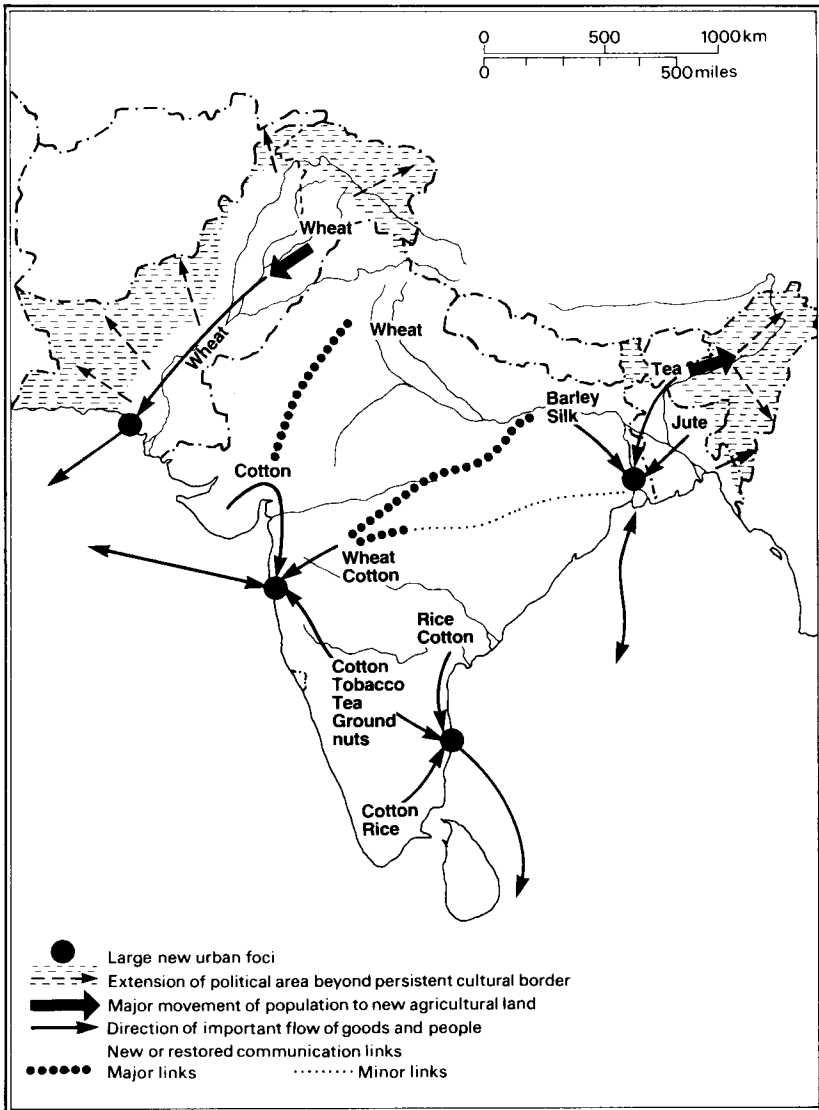 0 500 1000km
0 500miles
Wheat
Wheat
Wheat
Tea
Barley
Silk
Jute
Cotton
Wheat
Cotton
Rice
Cotton
Cotton
Tobacco
Tea
Ground
nuts
Cotton
Rice
Large new urban foci
Extension of political area beyond persistent cultural border
Major movement of population to new agricultural land
Direction of important flow of goods and people
New or restored communication links
Major links Minor links